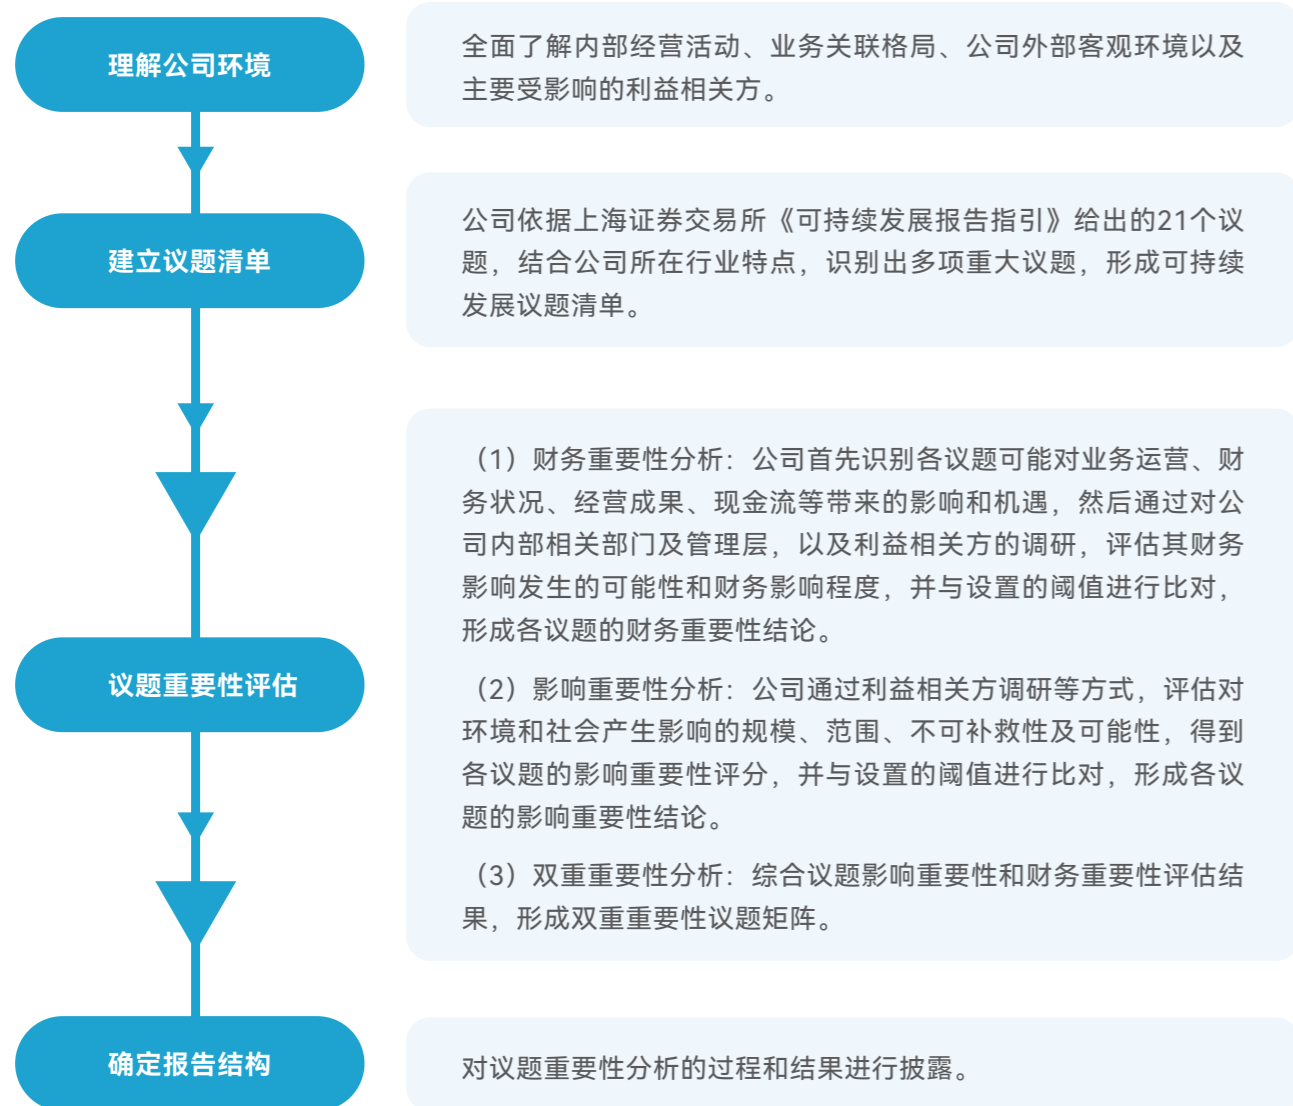 理解公司环境
全面了解内部经营活动、业务关联格局、公司外部客观环境以及
主要受影响的利益相关方。
建立议题清单
公司依据上海证券交易所《可持续发展报告指引》给出的21个议
题，结合公司所在行业特点，识别出多项重大议题，形成可持续
发展议题清单。
议题重要性评估
（1）财务重要性分析：公司首先识别各议题可能对业务运营、财
务状况、经营成果、现金流等带来的影响和机遇，然后通过对公
司内部相关部门及管理层，以及利益相关方的调研，评估其财务
影响发生的可能性和财务影响程度，并与设置的阈值进行比对，
形成各议题的财务重要性结论。
（2）影响重要性分析：公司通过利益相关方调研等方式，评估对
环境和社会产生影响的规模、范围、不可补救性及可能性，得到
各议题的影响重要性评分，并与设置的阈值进行比对，形成各议
题的影响重要性结论。
（3）双重重要性分析：综合议题影响重要性和财务重要性评估结
果，形成双重重要性议题矩阵。
确定报告结构
对议题重要性分析的过程和结果进行披露。